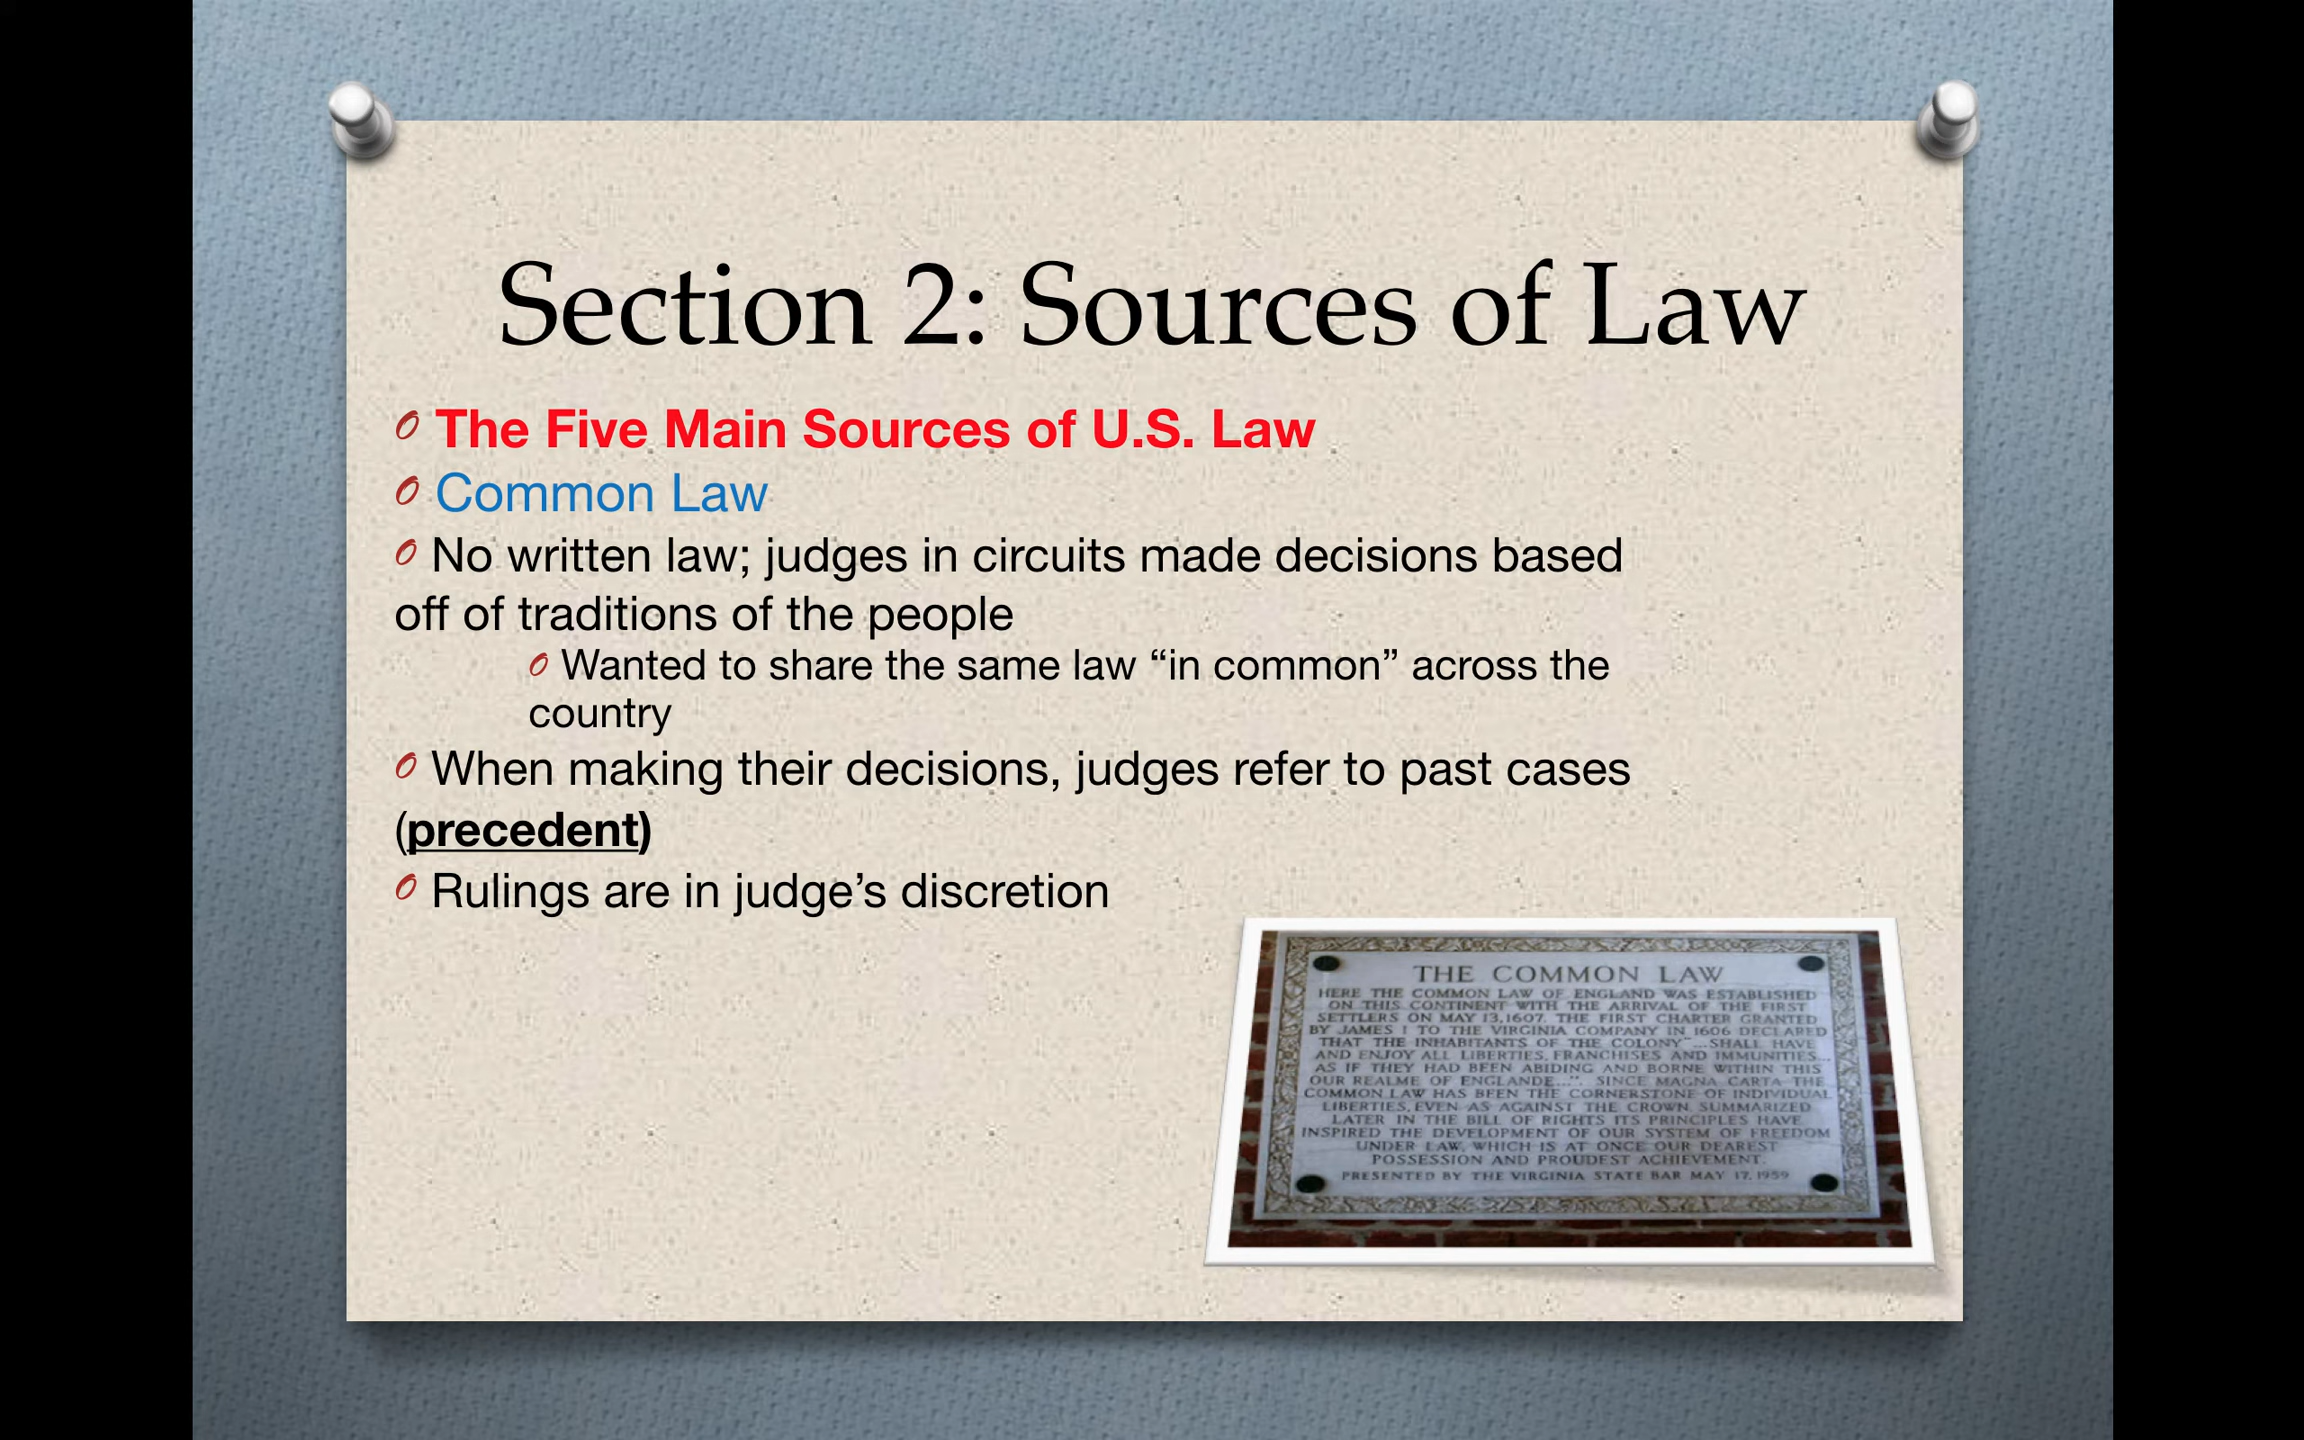 Section 2: Sources of Law
The Five Main Sources of U.S. Law
Common Law
No written law; judges in circuits made decisions based
off of traditions of the people
Wanted to share the same law “in common” across the
country
When making their decisions, judges refer to past cases
(precedent)
Rulings are in judge’s discretion
THE COMMON LAW
HERE THE COMMON LAW OF ENGLAND WAS ESTABLISHED
ON THIS CONTINENT WITH THE ARRIVAL OF THE FIRST
SETTLERS ON MAY 13, 1607. THE FIRST CHARTER GRANTED
BY JAMES I TO THE VIRGINIA COMPANY IN 1606 DECLARED
THAT THE INHABITANTS OF THE COLONY "...SHALL HAVE
AND ENJOY ALL LIBERTIES, FRANCHISES AND IMMUNITIES...
AS IF THEY HAD BEEN ABIDING AND BORNE WITHIN THIS
OUR REALME OF ENGLANDE...". SINCE MAGNA CARTA THE
COMMON LAW HAS BEEN THE CORNERSTONE OF INDIVIDUAL
LIBERTIES, EVEN AS AGAINST THE CROWN. SUMMARIZED
LATER IN THE BILL OF RIGHTS ITS PRINCIPLES HAVE
INSPIRED THE DEVELOPMENT OF OUR SYSTEM OF FREEDOM
UNDER LAW, WHICH IS AT ONCE OUR DEAREST
POSSESSION AND PROUDEST ACHIEVEMENT.
PRESENTED BY THE VIRGINIA STATE BAR MAY 17, 1959